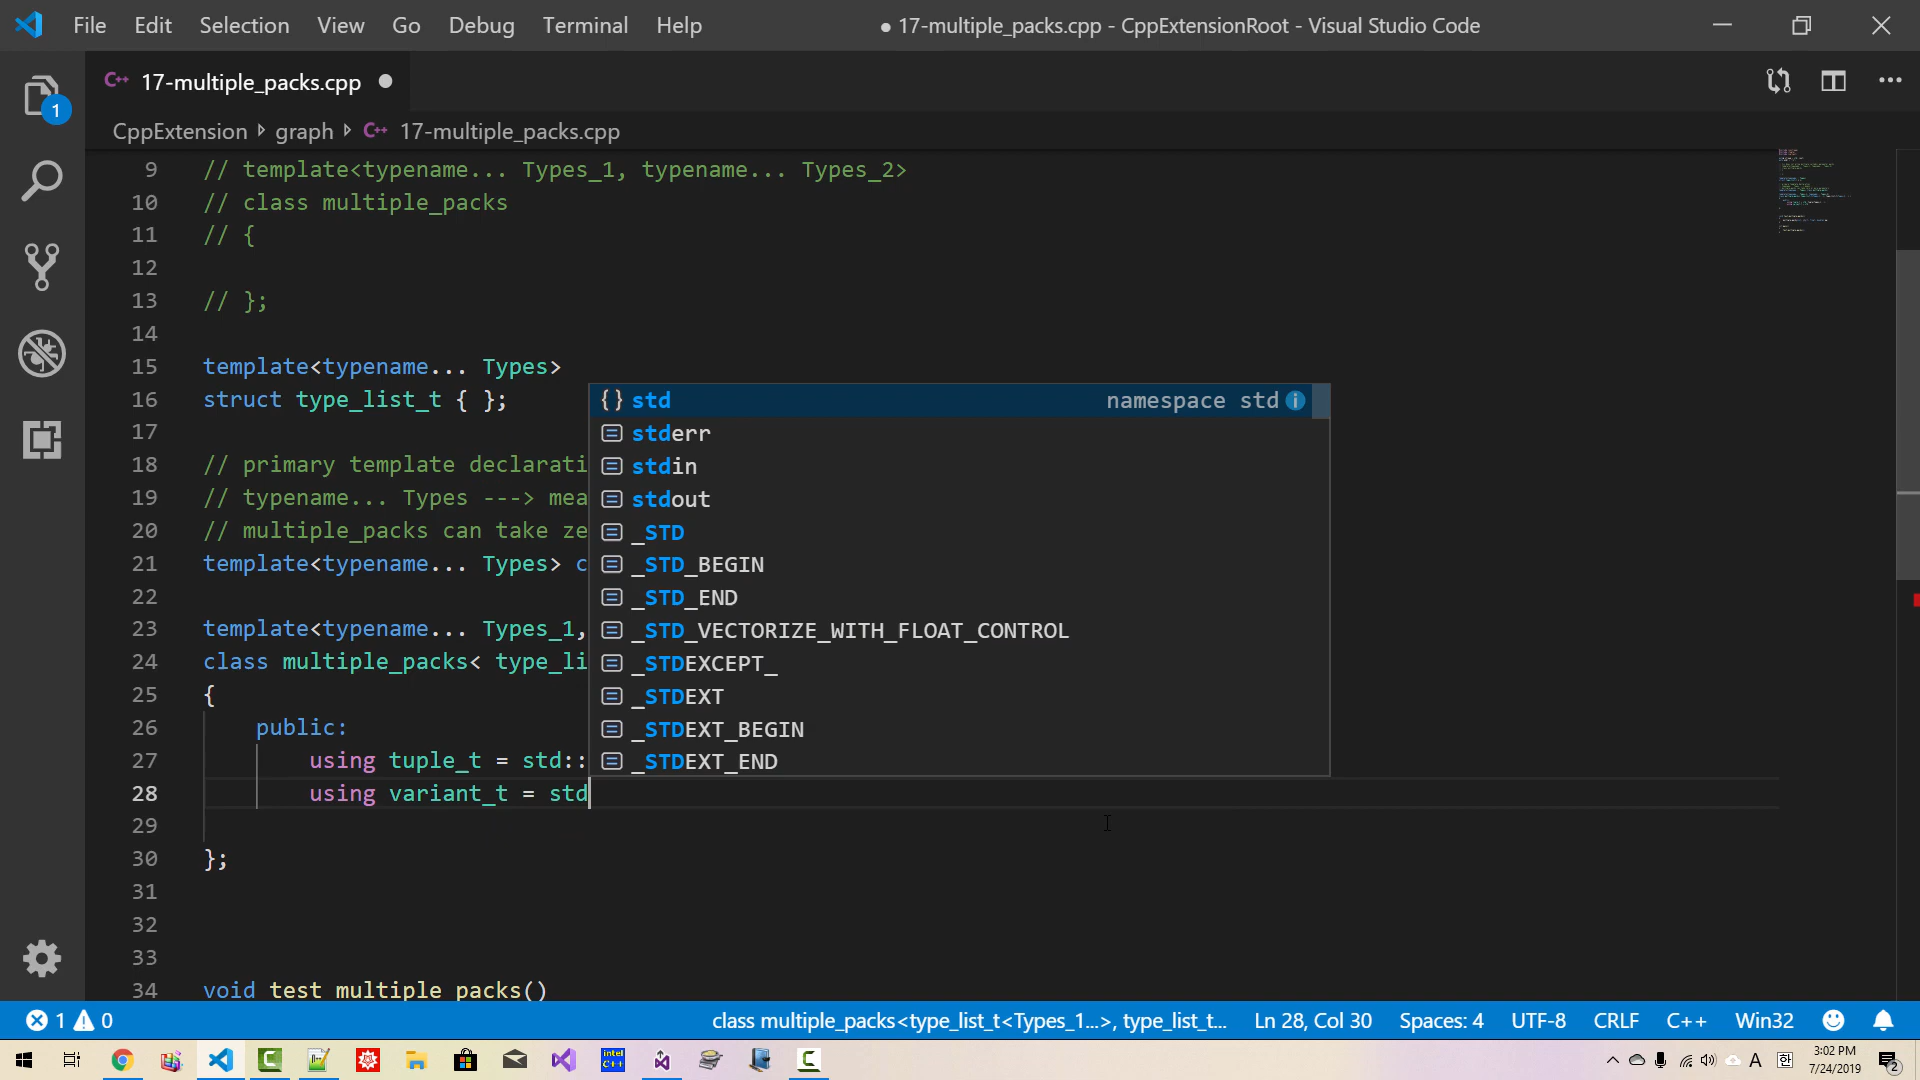 File Edit Selection View Go Debug Terminal Help
● 17-multiple_packs.cpp - CppExtensionRoot - Visual Studio Code
1
C++ 17-multiple_packs.cpp ●
CppExtension graph C++ 17-multiple_packs.cpp
9 // template<typename... Types_1, typename... Types_2>
10 // class multiple_packs
11 // {
12
13 // };
14
15 template<typename... Types>
16 struct type_list_t { };
17
18 // primary template declarati
19 // typename... Types ---> mea
20 // multiple_packs can take ze
21 template<typename... Types> c
22
23 template<typename... Types_1,
24 class multiple_packs< type_li
25 {
26 public:
27 using tuple_t = std::
28 using variant_t = std
29
30 };
31
32
33
34 void test_multiple_packs()
{} std namespace std
stderr
stdin
stdout
_STD
_STD_BEGIN
_STD_END
_STD_VECTORIZE_WITH_FLOAT_CONTROL
_STDEXCEPT_
_STDEXT
_STDEXT_BEGIN
_STDEXT_END
1 0 class multiple_packs<type_list_t<Types_1...>, type_list_t... Ln 28, Col 30 Spaces: 4 UTF-8 CRLF C++ Win32
intel C++
A 한 3:02 PM
7/24/2019
2